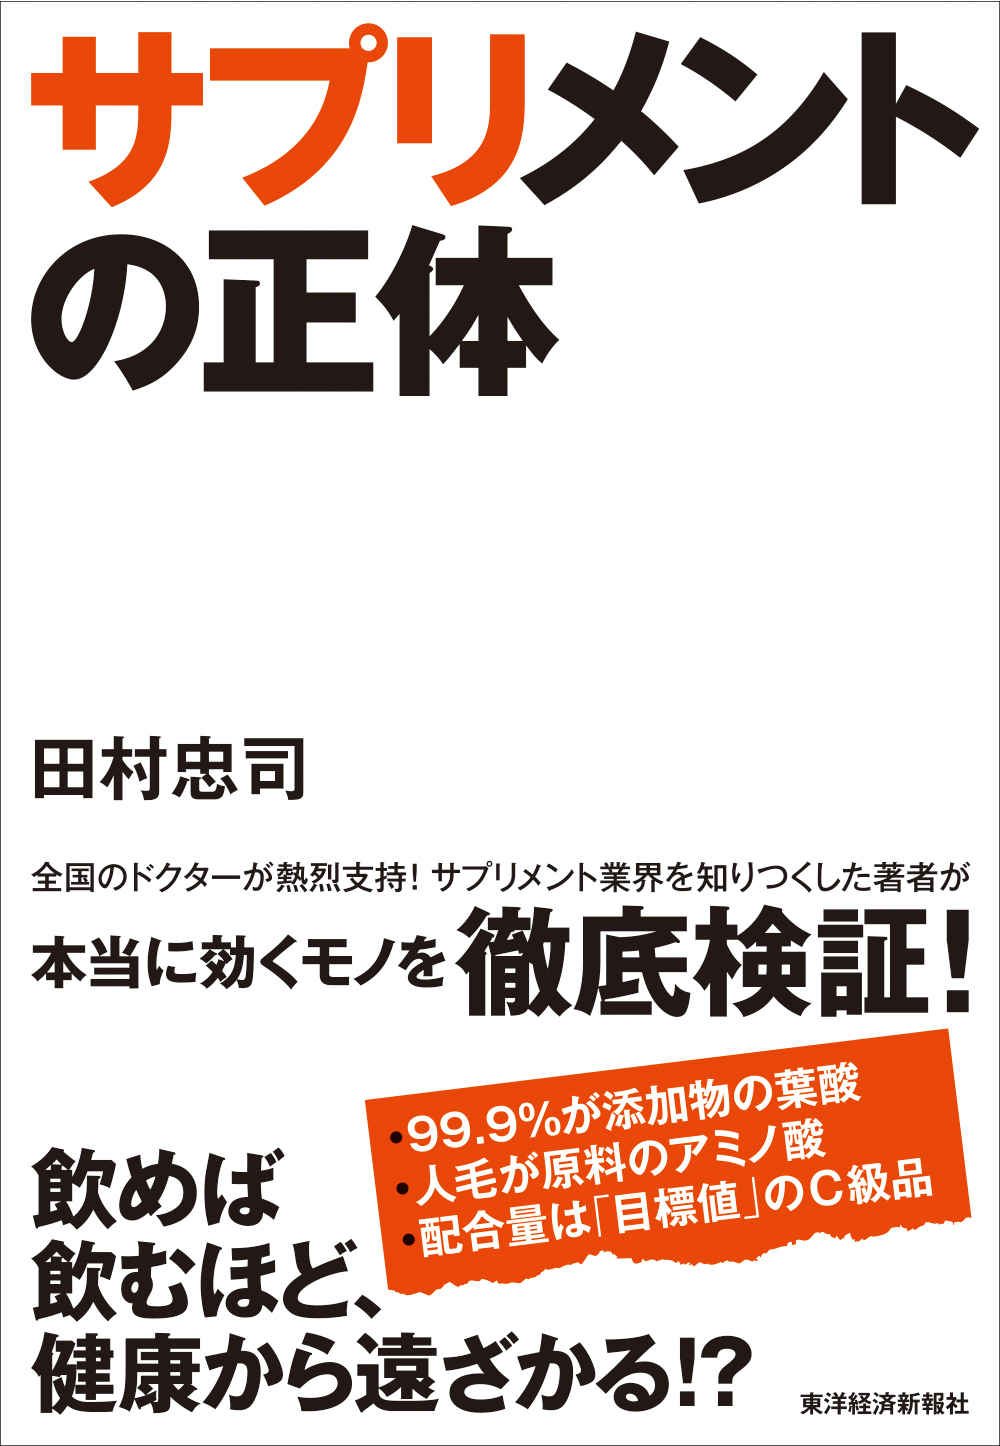 サプリメント
の正体
田村忠司
全国のドクターが熱烈支持！ サプリメント業界を知りつくした著者が
本当に効くモノを徹底検証！
・99.9％が添加物の葉酸
・人毛が原料のアミノ酸
・配合量は「目標値」のC級品
飲めば
飲むほど、
健康から遠ざかる!?
東洋経済新報社